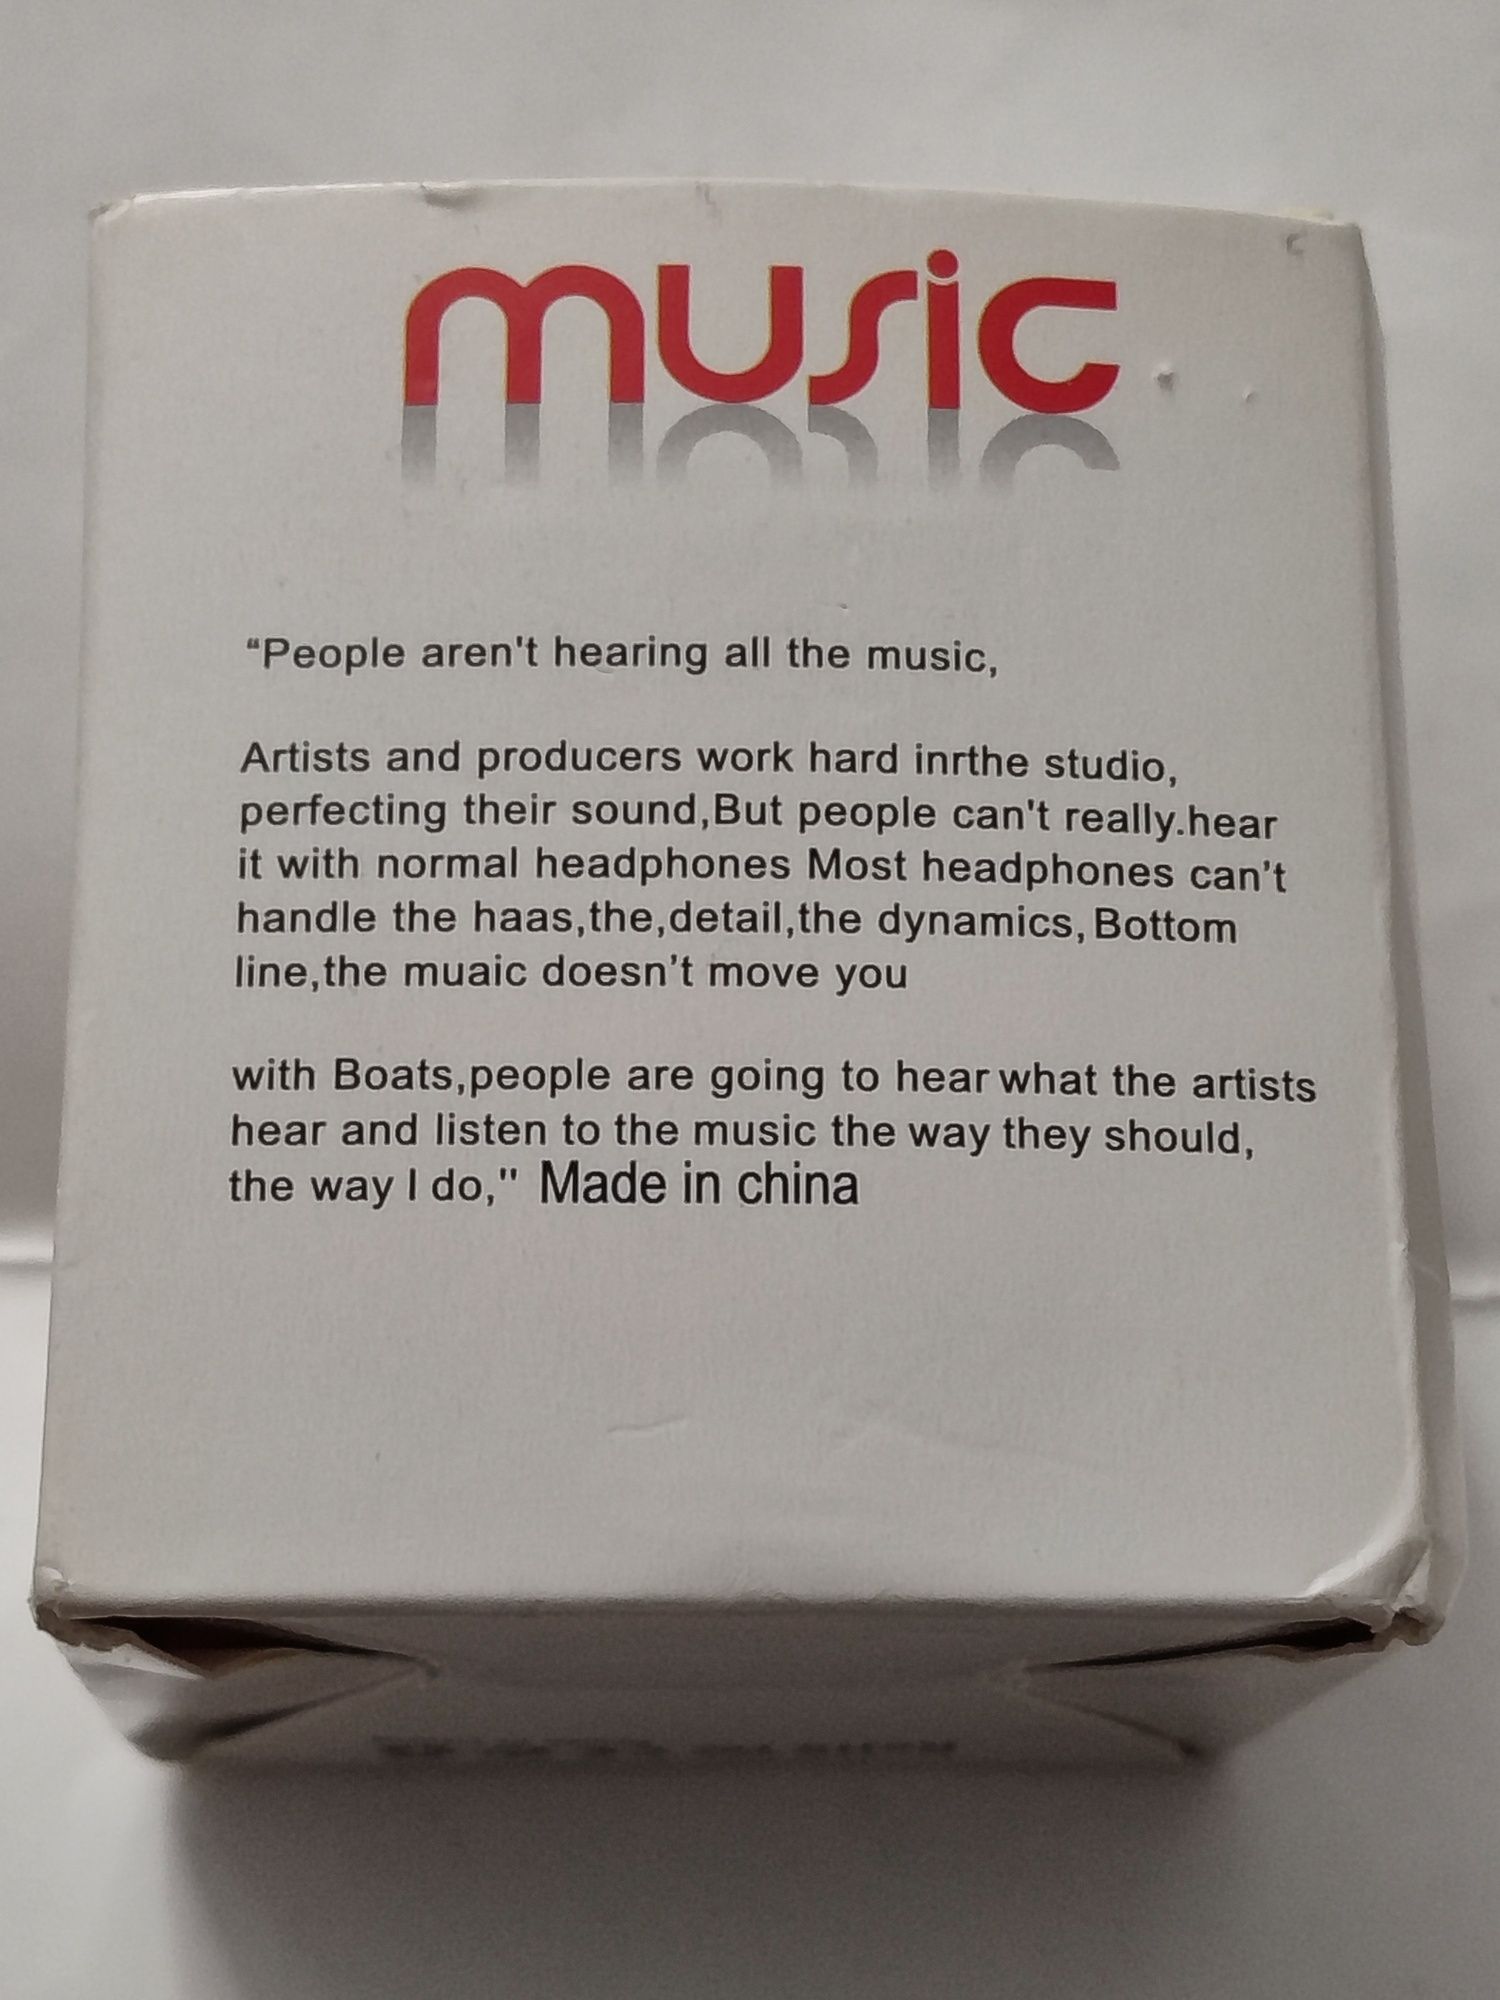 music
“People aren't hearing all the music,
Artists and producers work hard inrthe studio,
perfecting their sound,But people can't really.hear
it with normal headphones Most headphones can't
handle the haas,the,detail,the dynamics, Bottom
line,the muaic doesn't move you
with Boats,people are going to hear what the artists
hear and listen to the music the way they should,
the way I do," Made in china